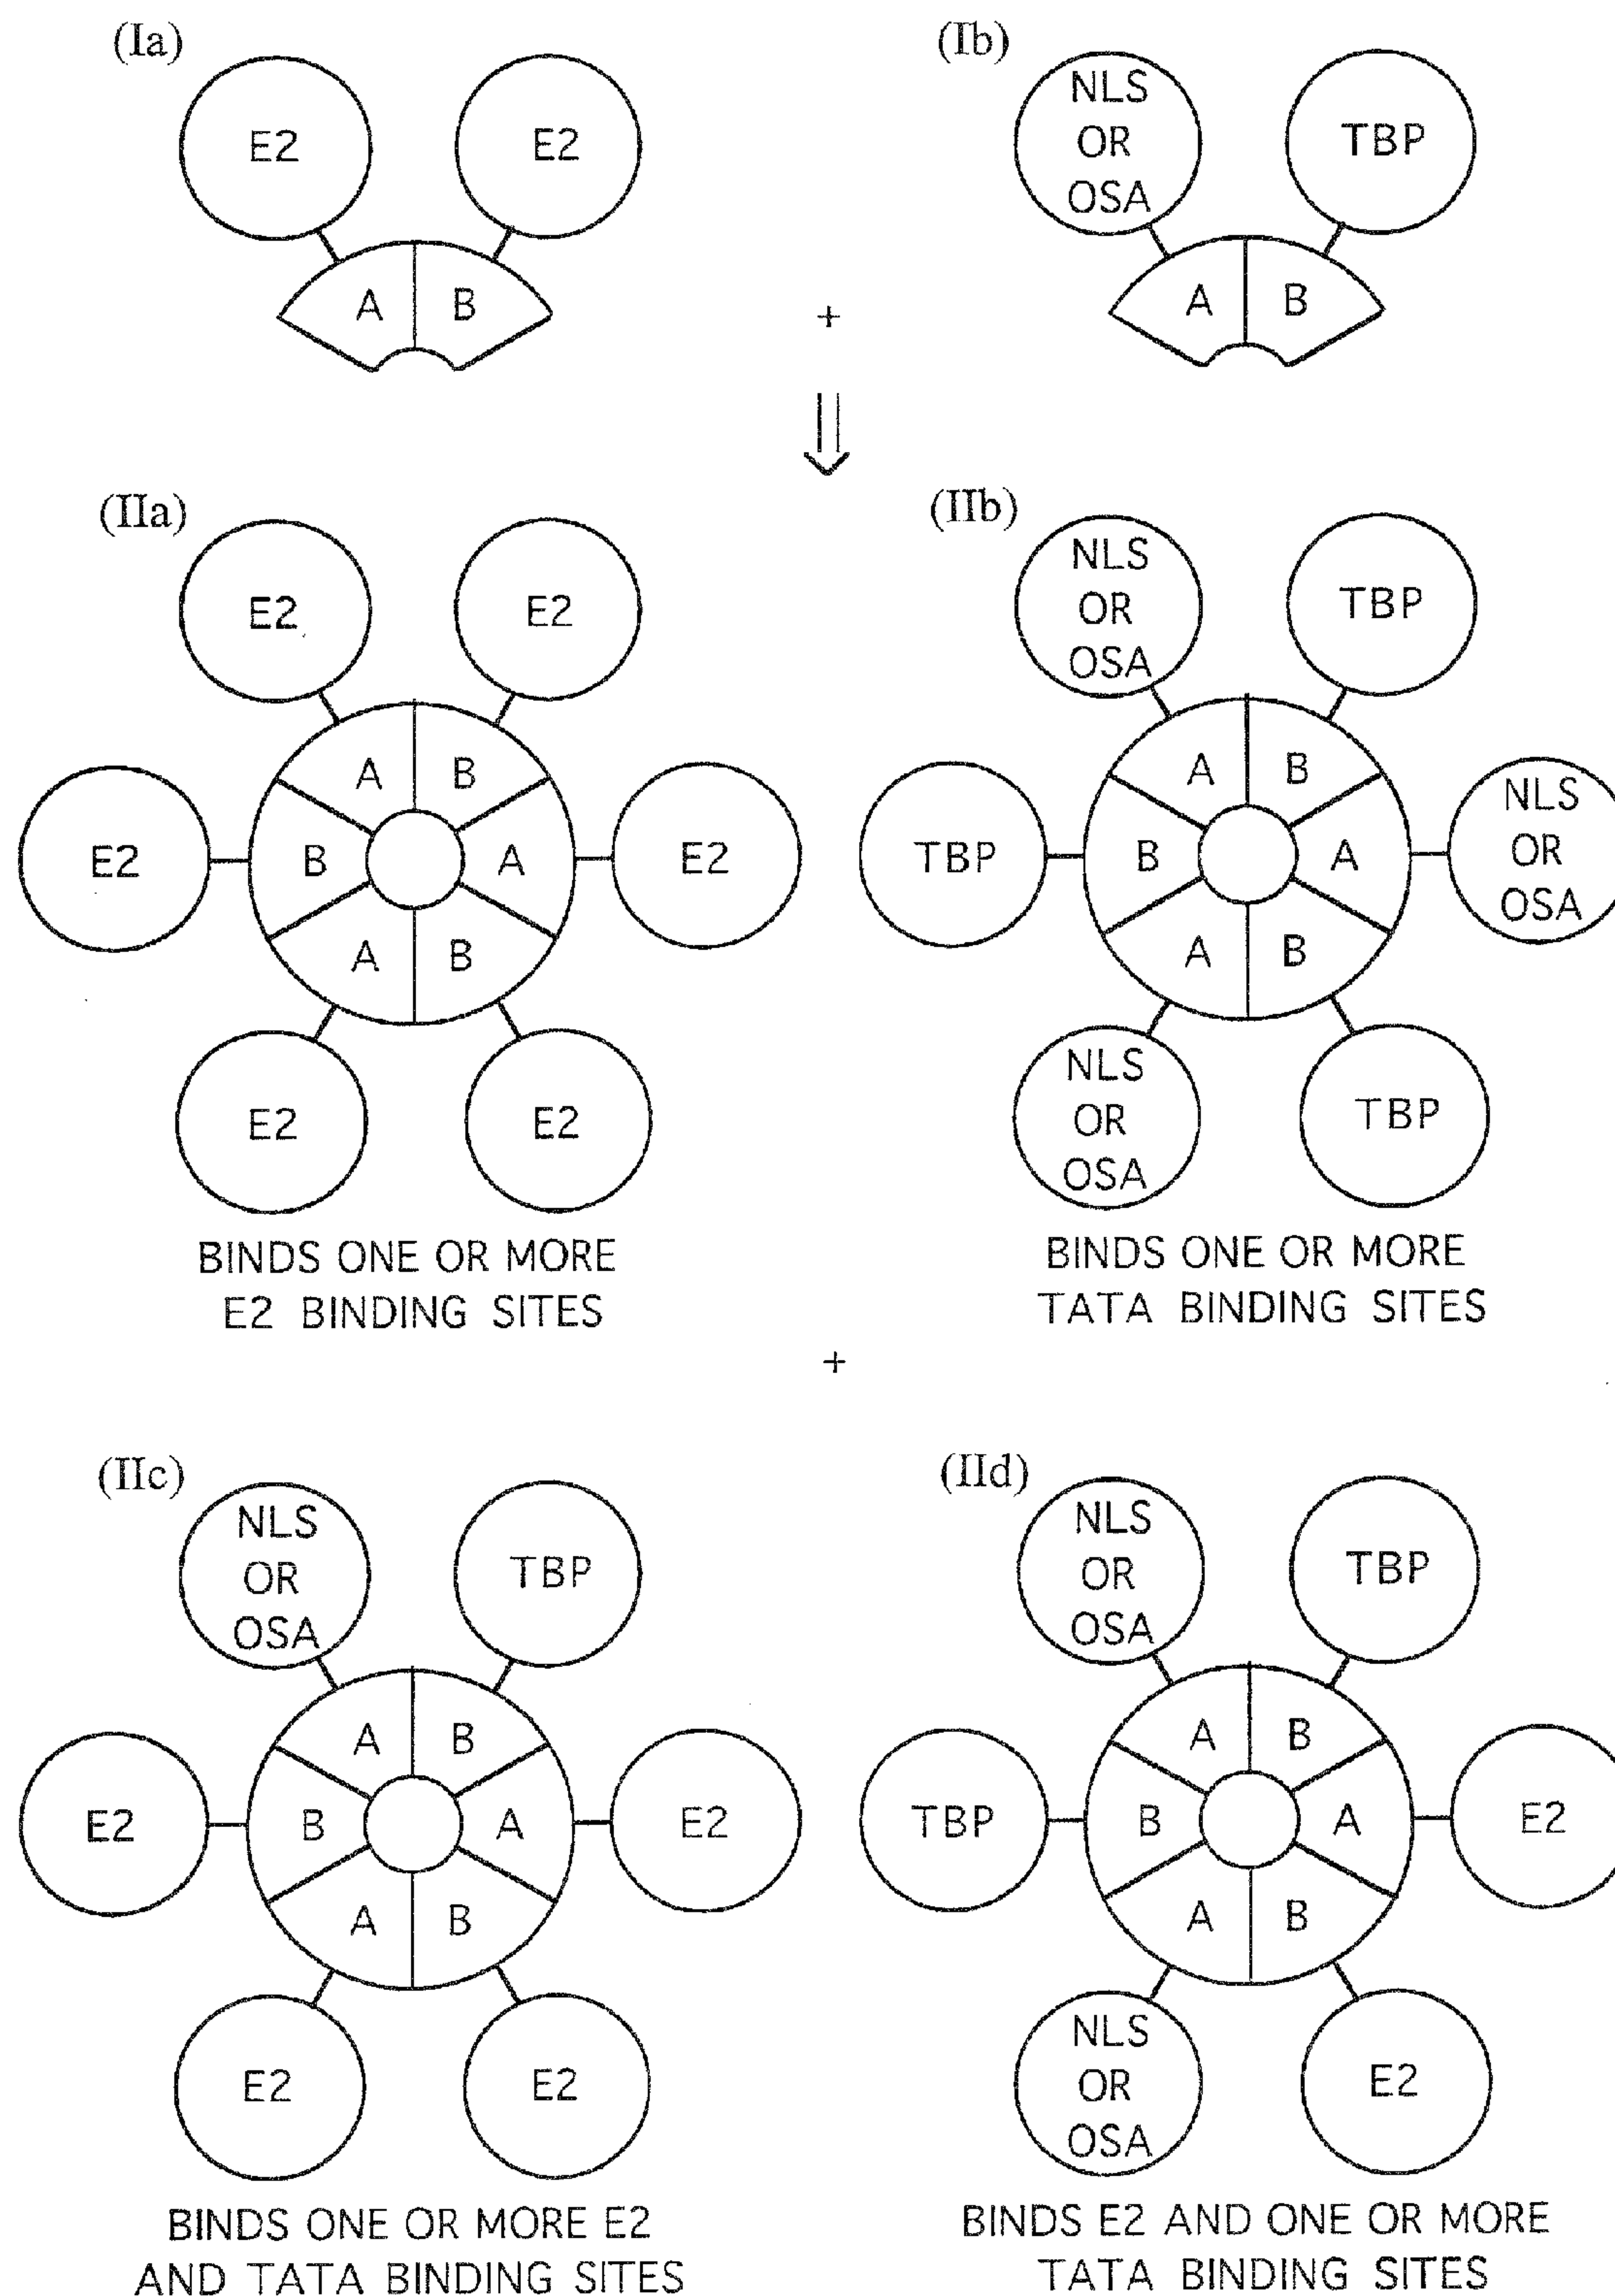 (Ia)
E2
E2
A
B
+
(Ib)
NLS
OR
OSA
TBP
A
B
(IIa)
E2
E2
A
B
E2
B
A
E2
A
B
E2
E2
BINDS ONE OR MORE
E2 BINDING SITES
(IIb)
NLS
OR
OSA
TBP
A
B
TBP
B
A
NLS
OR
OSA
A
B
NLS
OR
OSA
TBP
BINDS ONE OR MORE
TATA BINDING SITES
+
(IIc)
NLS
OR
OSA
TBP
A
B
E2
B
A
E2
A
B
E2
E2
BINDS ONE OR MORE E2
AND TATA BINDING SITES
(IId)
NLS
OR
OSA
TBP
A
B
TBP
B
A
E2
A
B
NLS
OR
OSA
E2
BINDS E2 AND ONE OR MORE
TATA BINDING SITES